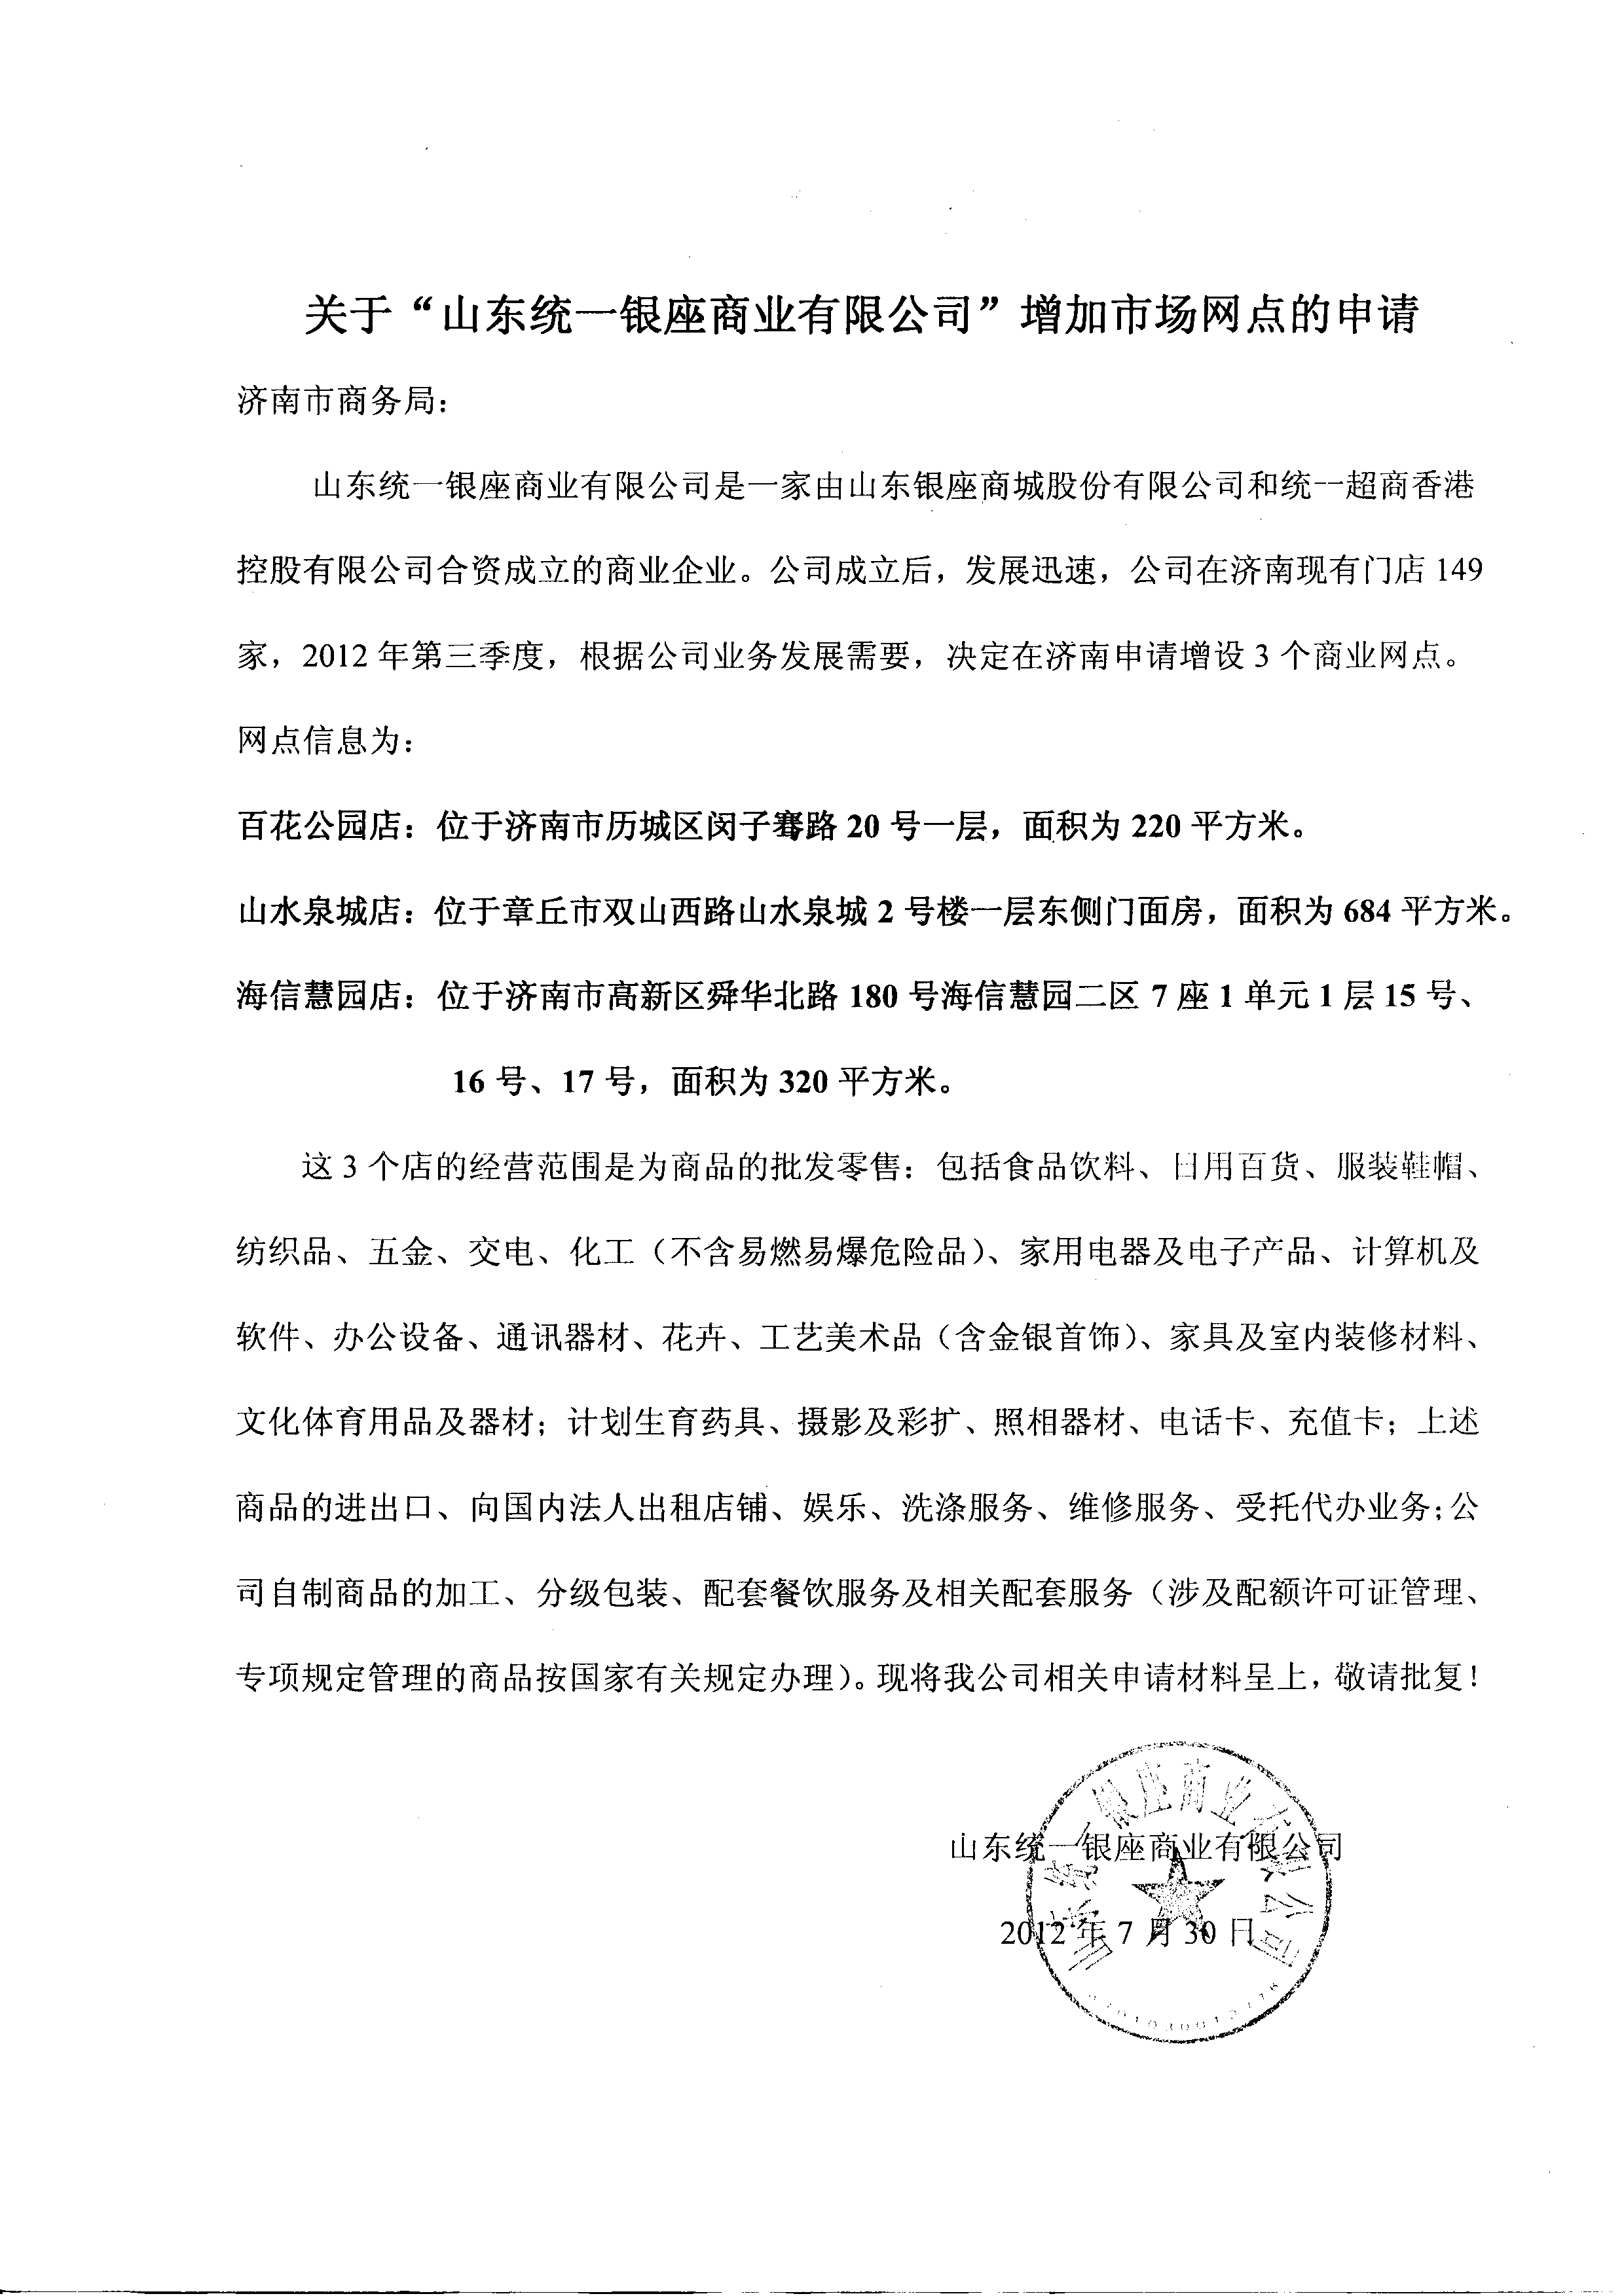 关于“山东统一银座商业有限公司”增加市场网点的申请
济南市商务局：
山东统一银座商业有限公司是一家由山东银座商城股份有限公司和统一超商香港
控股有限公司合资成立的商业企业。公司成立后，发展迅速，公司在济南现有门店 149
家，2012 年第三季度，根据公司业务发展需要，决定在济南申请增设 3 个商业网点。
网点信息为：
百花公园店：位于济南市历城区闵子骞路 20 号一层，面积为 220 平方米。
山水泉城店：位于章丘市双山西路山水泉城 2 号楼一层东侧门面房，面积为 684 平方米。
海信慧园店：位于济南市高新区舜华北路 180 号海信慧园二区 7 座 1 单元 1 层 15 号、
16 号、17 号，面积为 320 平方米。
这 3 个店的经营范围是为商品的批发零售：包括食品饮料、日用百货、服装鞋帽、
纺织品、五金、交电、化工（不含易燃易爆危险品）、家用电器及电子产品、计算机及
软件、办公设备、通讯器材、花卉、工艺美术品（含金银首饰）、家具及室内装修材料、
文化体育用品及器材；计划生育药具、摄影及彩扩、照相器材、电话卡、充值卡；上述
商品的进出口、向国内法人出租店铺、娱乐、洗涤服务、维修服务、受托代办业务；公
司自制商品的加工、分级包装、配套餐饮服务及相关配套服务（涉及配额许可证管理、
专项规定管理的商品按国家有关规定办理）。现将我公司相关申请材料呈上，敬请批复！
山东统一银座商业有限公司
2012 年 7 月 30 日
山东统一银座商业有限公司